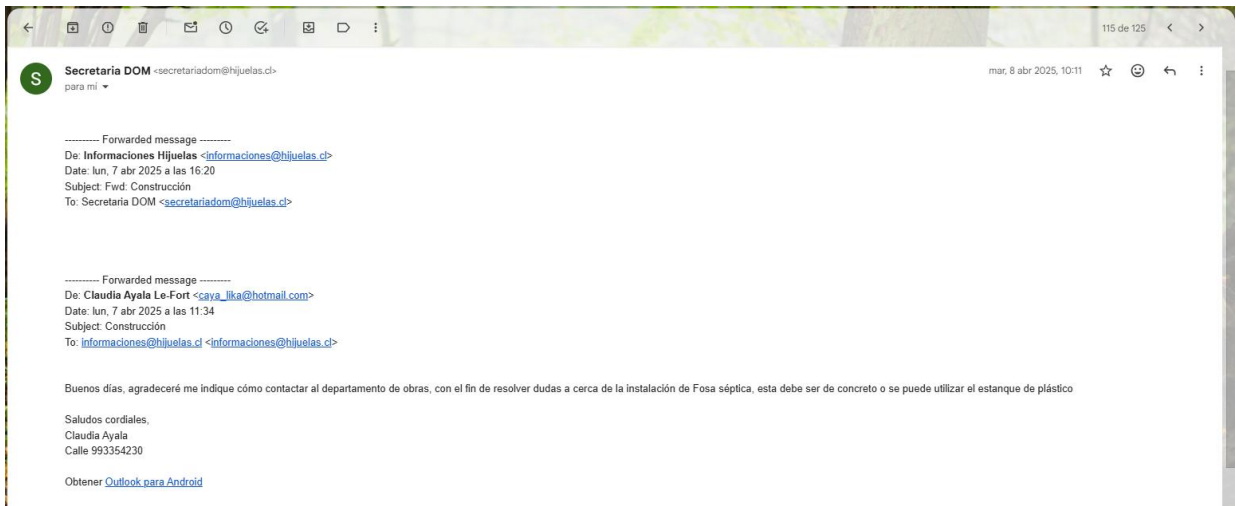 115 de 125
S
Secretaria DOM <secretariadom@hijuelas.cl>
mar, 8 abr 2025, 10:11
para mi
---------- Forwarded message ---------
De: Informaciones Hijuelas <informaciones@hijuelas.cl>
Date: lun, 7 abr 2025 a las 16:20
Subject: Fwd: Construcción
To: Secretaria DOM <secretariadom@hijuelas.cl>
---------- Forwarded message ---------
De: Claudia Ayala Le-Fort <caya_lika@hotmail.com>
Date: lun, 7 abr 2025 a las 11:34
Subject: Construcción
To: informaciones@hijuelas.cl <informaciones@hijuelas.cl>
Buenos días, agradeceré me indique cómo contactar al departamento de obras, con el fin de resolver dudas a cerca de la instalación de Fosa séptica, esta debe ser de concreto o se puede utilizar el estanque de plástico
Saludos cordiales,
Claudia Ayala
Calle 993354230
Obtener Outlook para Android